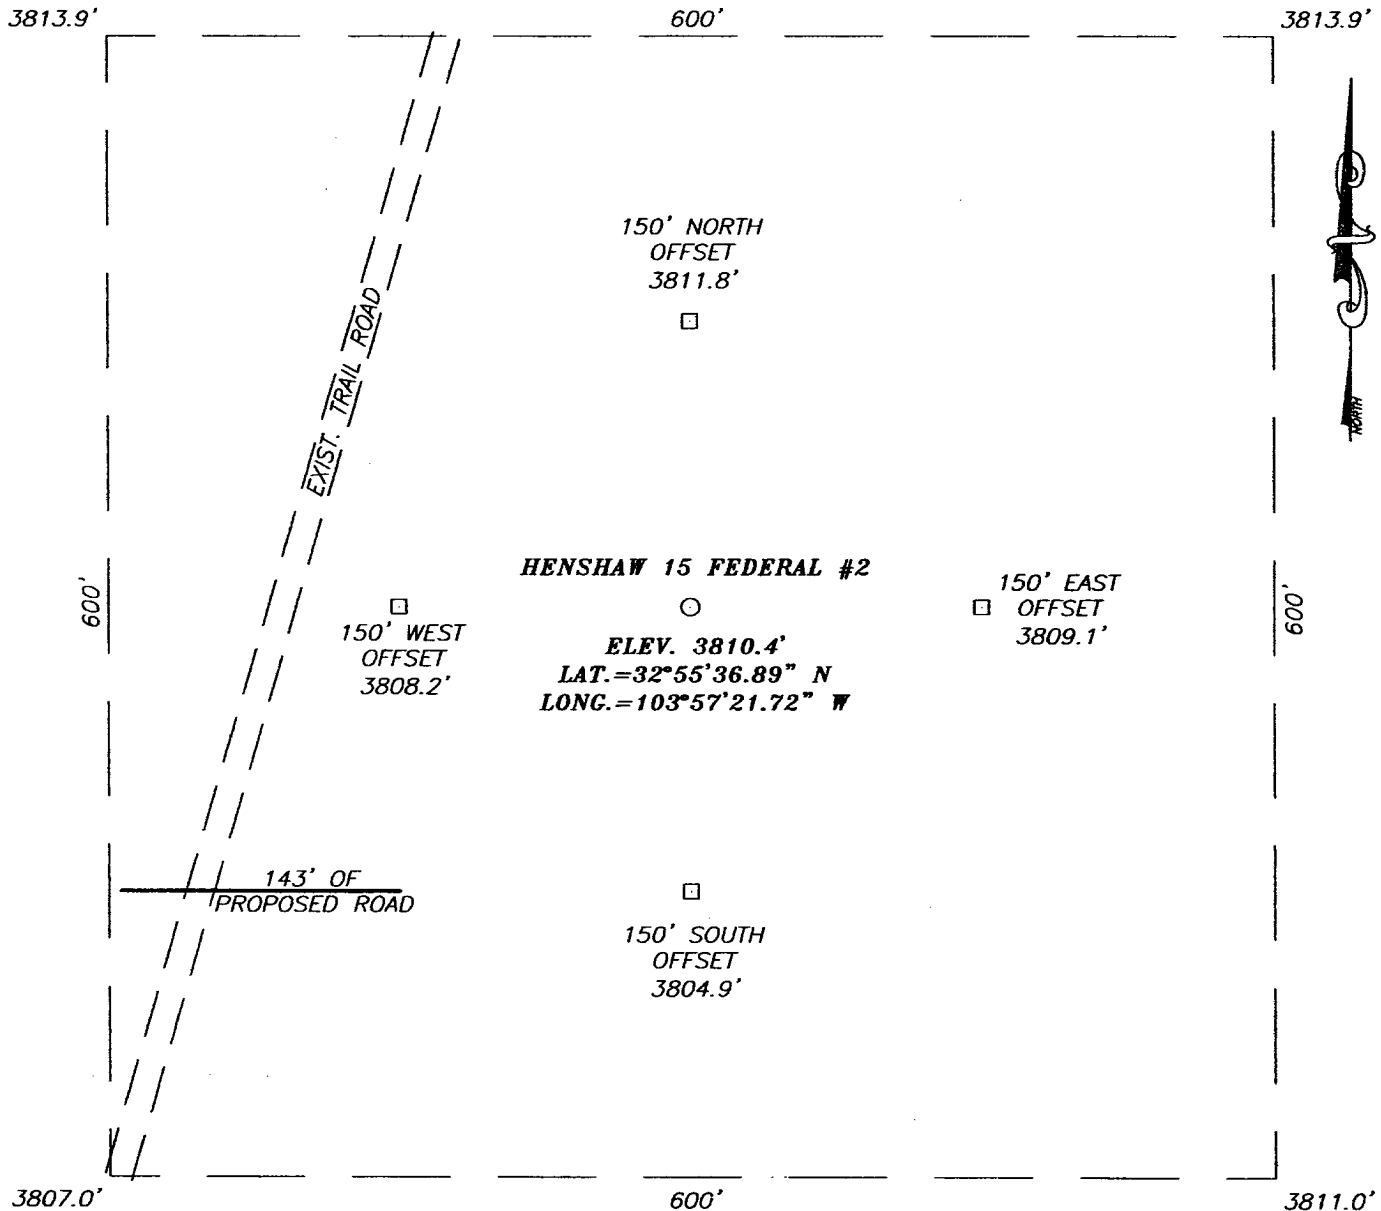 3813.9'
600'
3813.9'
150' NORTH
OFFSET
3811.8'
NORTH
EXIST. TRAIL ROAD
600'
HENSHAW 15 FEDERAL #2
ELEV. 3810.4'
LAT.=32°55'36.89" N
LONG.=103°57'21.72" W
150' WEST
OFFSET
3808.2'
150' EAST
OFFSET
3809.1'
600'
143' OF
PROPOSED ROAD
150' SOUTH
OFFSET
3804.9'
3807.0'
600'
3811.0'